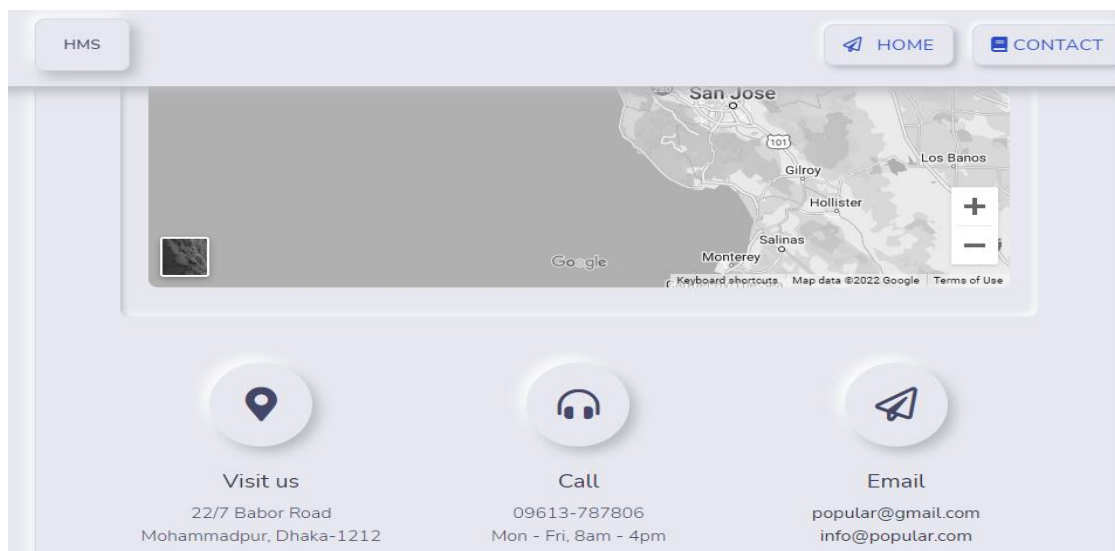 HMS
HOME
CONTACT
280
San Jose
101
Los Banos
Gilroy
Hollister
+
Salinas
−
Google
Monterey
Keyboard shortcuts Map data ©2022 Google Terms of Use
Visit us
Call
Email
22/7 Babor Road
09613-787806
popular@gmail.com
Mohammadpur, Dhaka-1212
Mon - Fri, 8am - 4pm
info@popular.com